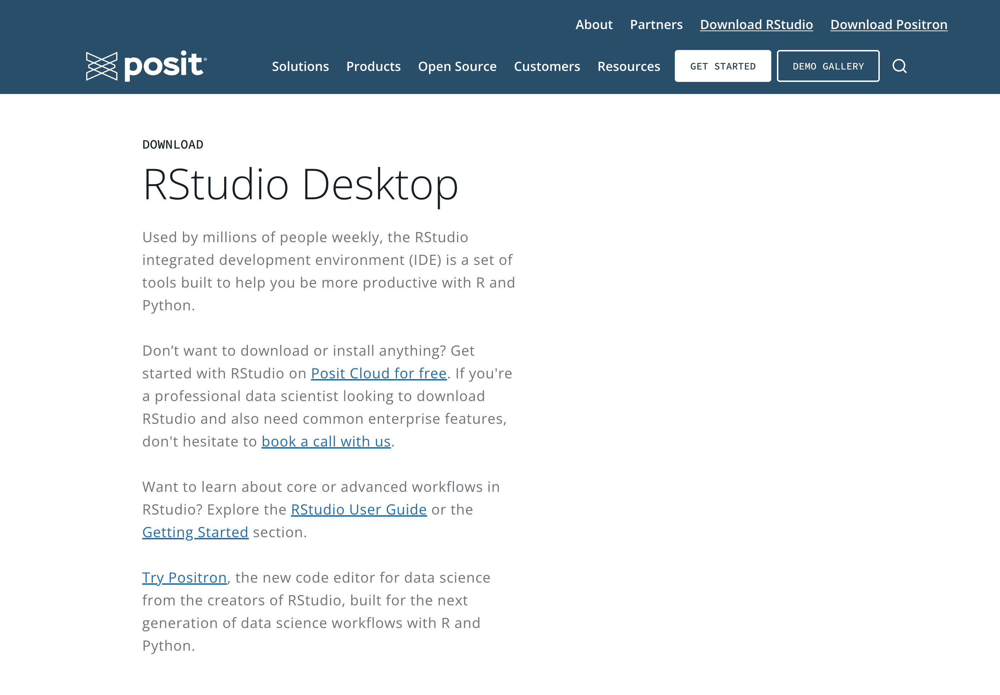 About Partners Download RStudio Download Positron
posit®
Solutions Products Open Source Customers Resources GET STARTED DEMO GALLERY
DOWNLOAD
RStudio Desktop
Used by millions of people weekly, the RStudio
integrated development environment (IDE) is a set of
tools built to help you be more productive with R and
Python.
Don’t want to download or install anything? Get
started with RStudio on Posit Cloud for free. If you're
a professional data scientist looking to download
RStudio and also need common enterprise features,
don't hesitate to book a call with us.
Want to learn about core or advanced workflows in
RStudio? Explore the RStudio User Guide or the
Getting Started section.
Try Positron, the new code editor for data science
from the creators of RStudio, built for the next
generation of data science workflows with R and
Python.